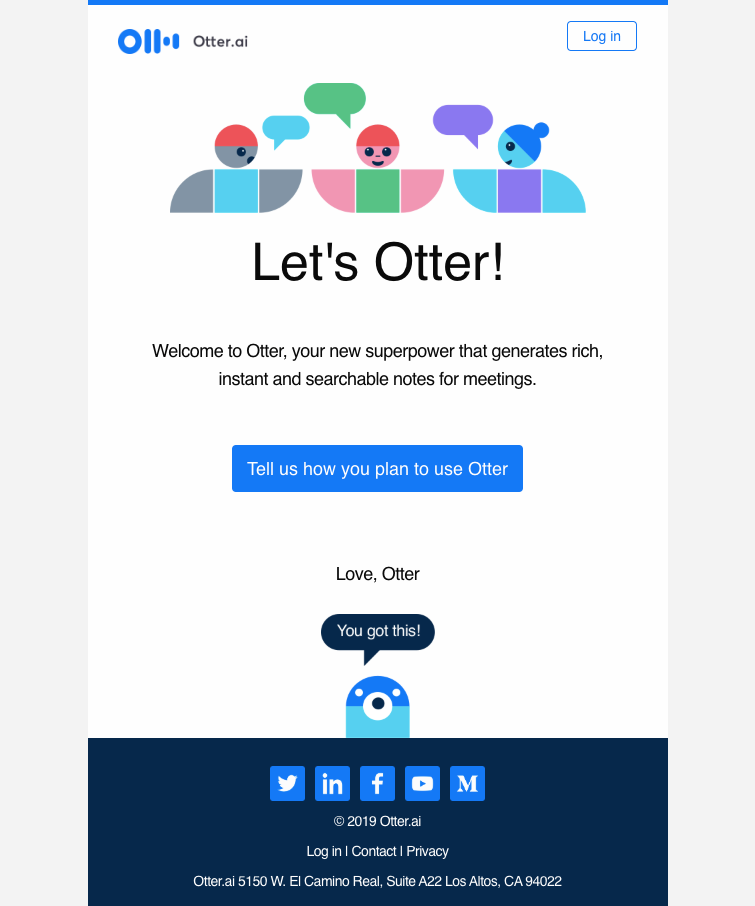 Otter.ai
Log in
Let's Otter!
Welcome to Otter, your new superpower that generates rich,
instant and searchable notes for meetings.
Tell us how you plan to use Otter
Love, Otter
You got this!
© 2019 Otter.ai
Log in | Contact | Privacy
Otter.ai 5150 W. El Camino Real, Suite A22 Los Altos, CA 94022